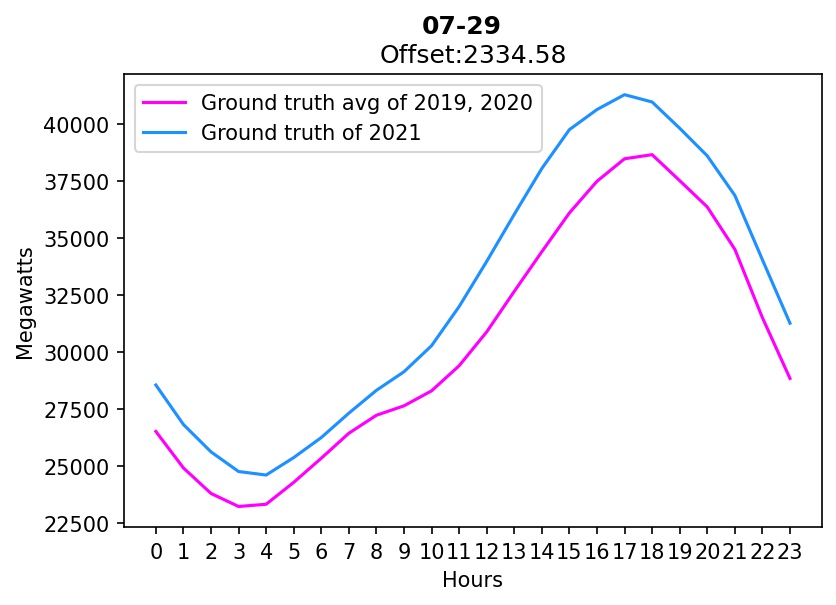 07-29
Offset:2334.58
Ground truth avg of 2019, 2020
Ground truth of 2021
40000
37500
35000
32500
30000
27500
25000
22500
Megawatts
0 1 2 3 4 5 6 7 8 9 10 11 12 13 14 15 16 17 18 19 20 21 22 23
Hours